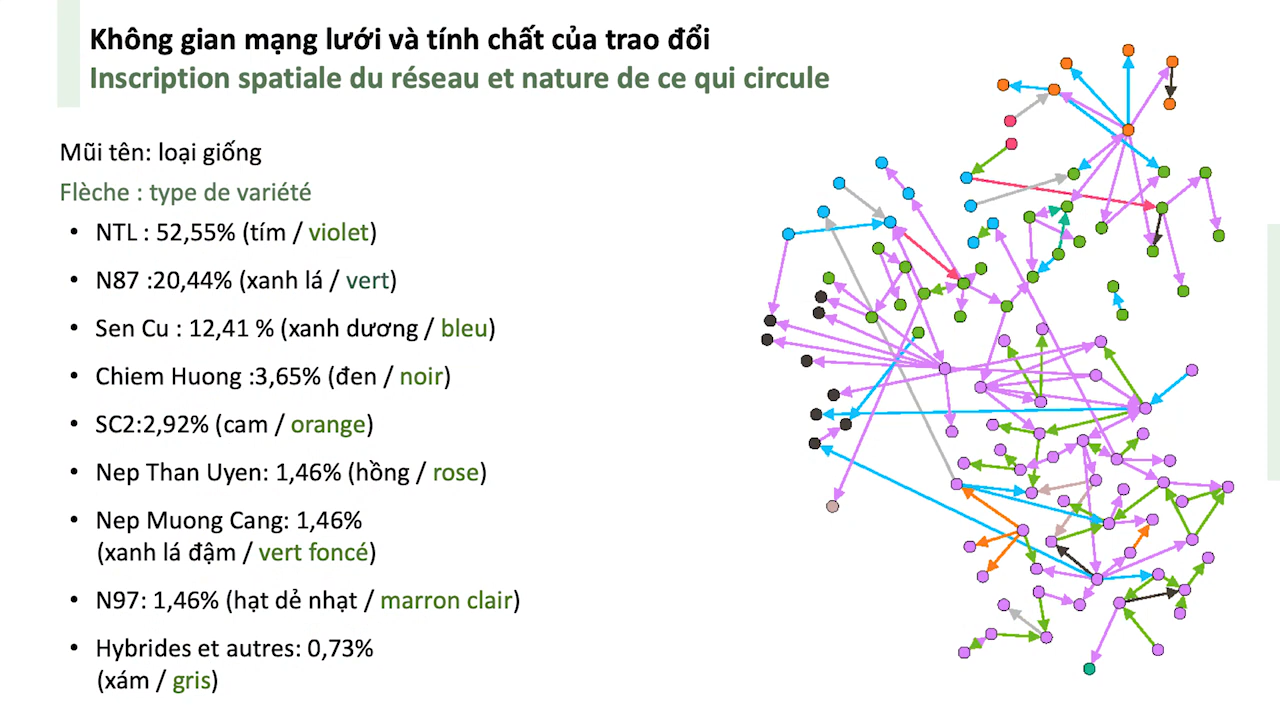 Không gian mạng lưới và tính chất của trao đổi
Inscription spatiale du réseau et nature de ce qui circule
Mũi tên: loại giống
Flèche : type de variété
• NTL : 52,55% (tím / violet)
• N87 :20,44% (xanh lá / vert)
• Sen Cu : 12,41 % (xanh dương / bleu)
• Chiem Huong :3,65% (đen / noir)
• SC2:2,92% (cam / orange)
• Nep Than Uyen: 1,46% (hồng / rose)
• Nep Muong Cang: 1,46%
(xanh lá đậm / vert foncé)
• N97: 1,46% (hạt dẻ nhạt / marron clair)
• Hybrides et autres: 0,73%
(xám / gris)